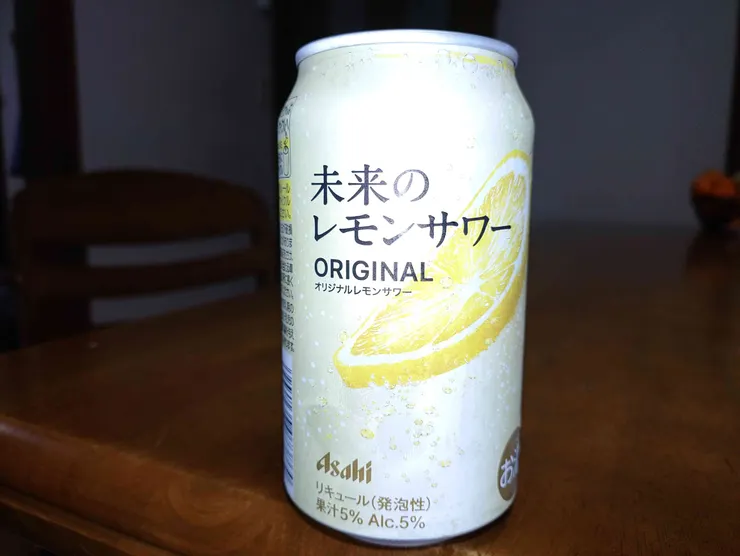 未来の
レモンサワー
ORIGINAL
オリジナルレモンサワー
Asahi
リキュール(発泡性)
果汁5% Alc.5%
お